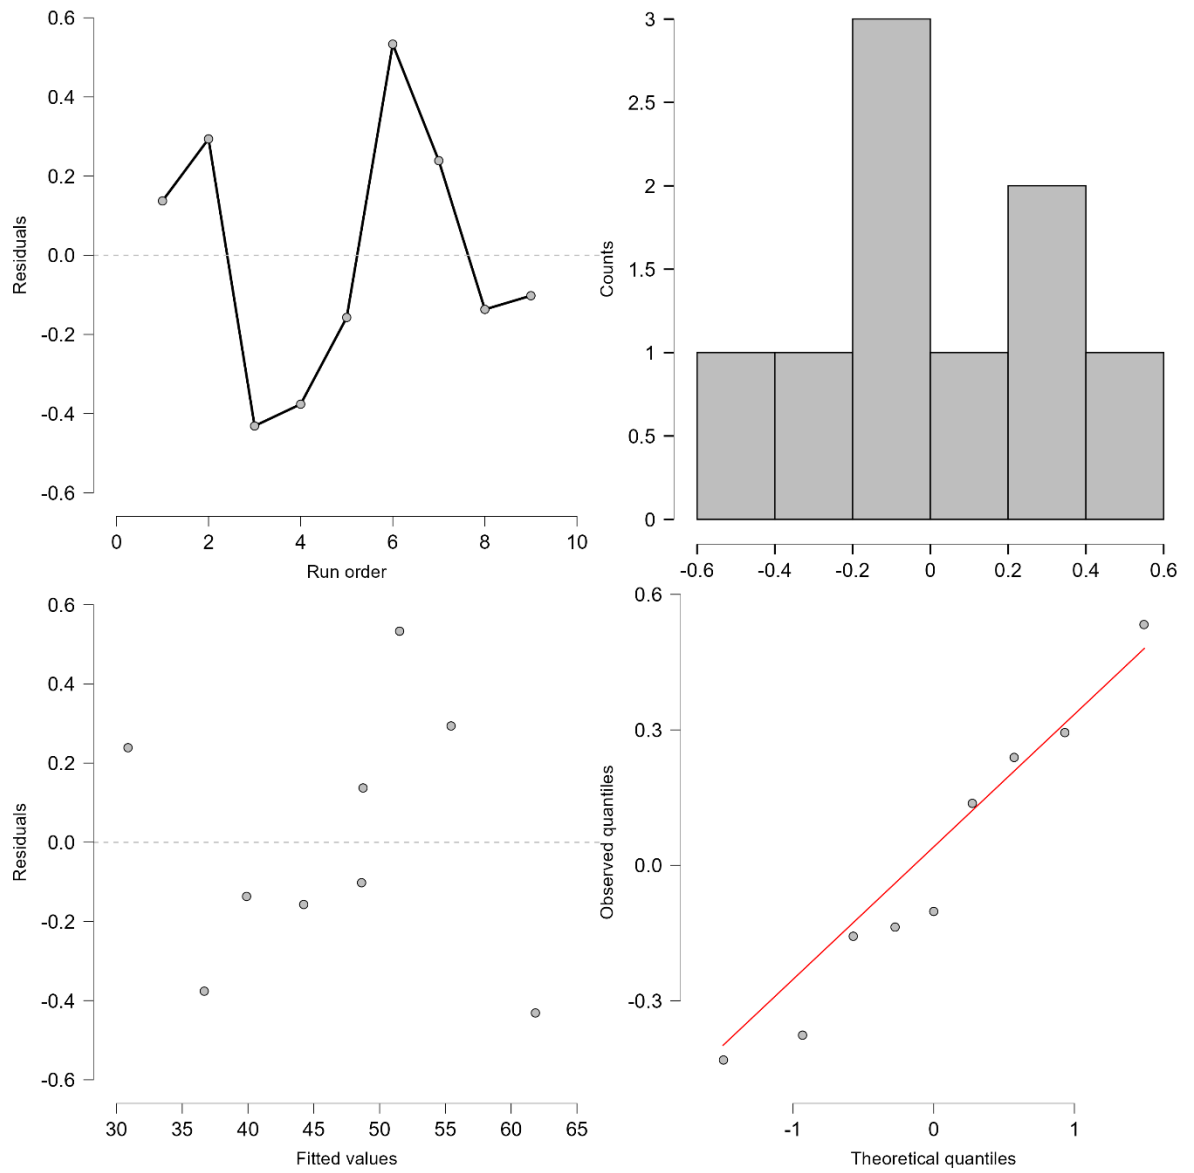 Residuals
0.6
0.4
0.2
0.0
-0.2
-0.4
-0.6
0 2 4 6 8 10
Run order
Counts
3
2.5
2
1.5
1
0.5
0
-0.6 -0.4 -0.2 0 0.2 0.4 0.6
Residuals
0.6
0.4
0.2
0.0
-0.2
-0.4
-0.6
30 35 40 45 50 55 60 65
Fitted values
Observed quantiles
0.6
0.3
0.0
-0.3
-1 0 1
Theoretical quantiles